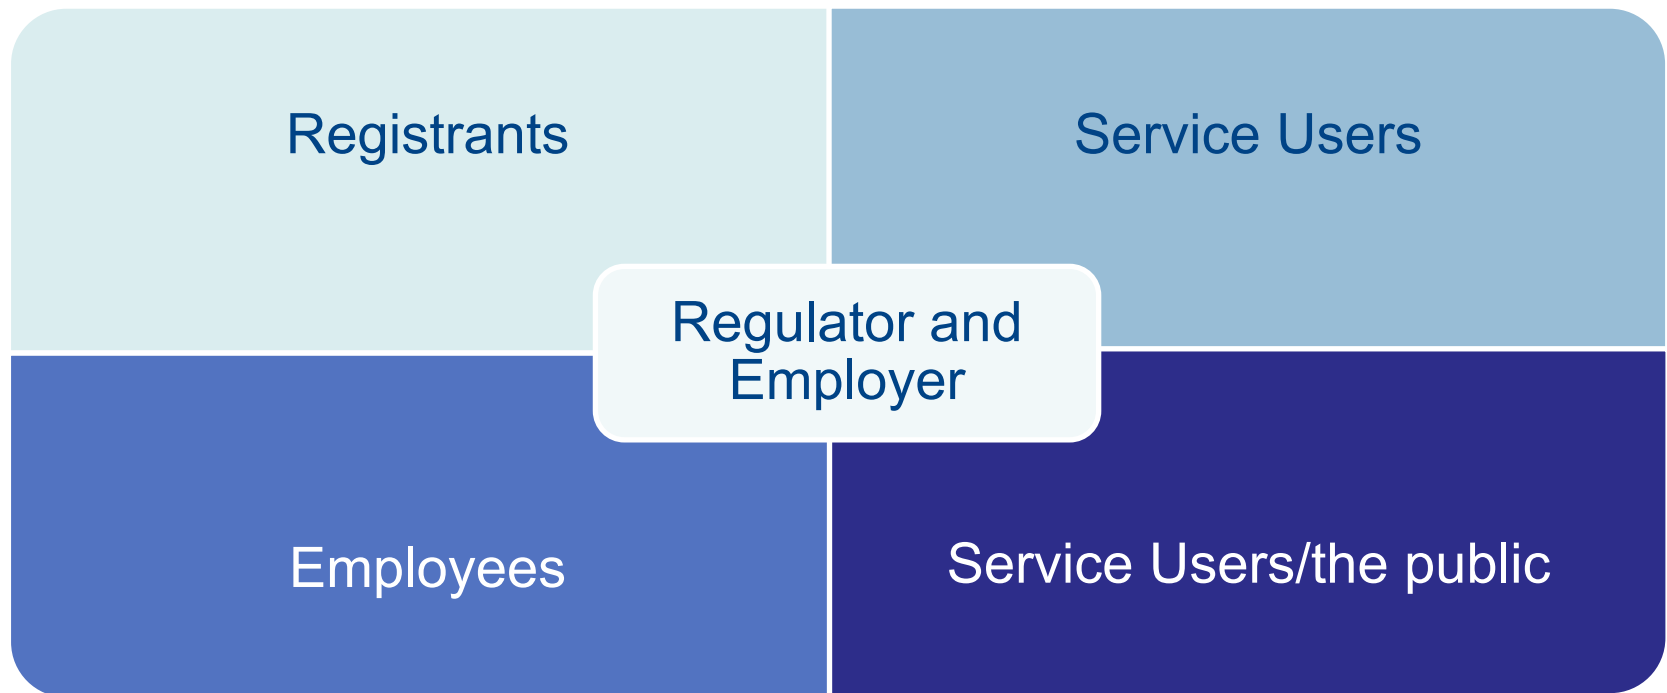 Registrants
Service Users
Regulator and
Employer
Employees
Service Users/the public